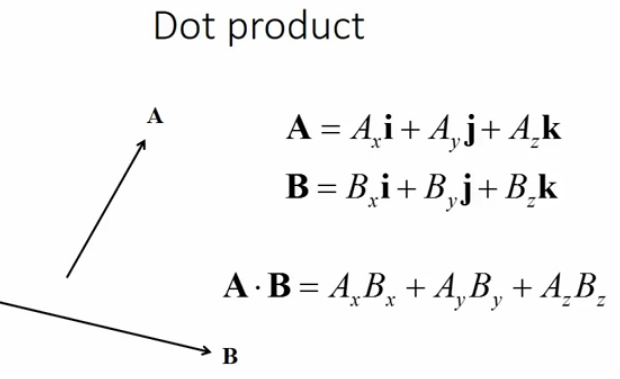 Dot product
A
A = A_x i + A_y j + A_z k
B = B_x i + B_y j + B_z k
A · B = A_x B_x + A_y B_y + A_z B_z
B